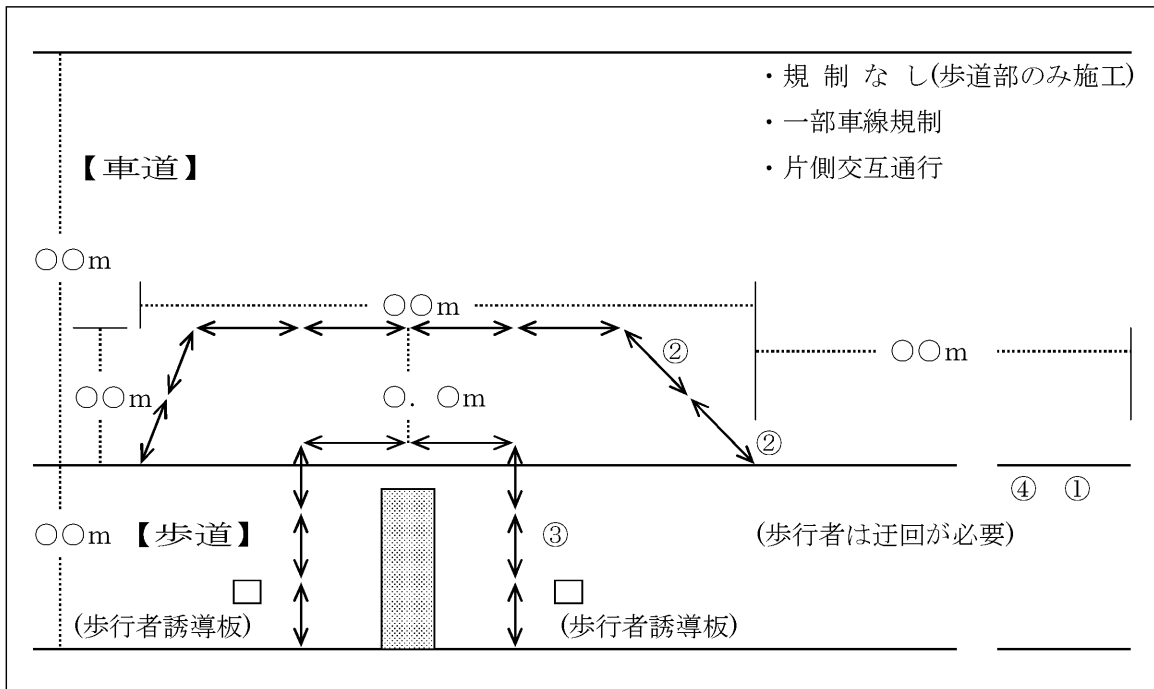 ・規 制 な し(歩道部のみ施工)
・一部車線規制
・片側交互通行
【車道】
○○m
○○m
○○m
②
○○m
○．○m
②
④ ①
○○m 【歩道】
③
(歩行者は迂回が必要)
(歩行者誘導板)
(歩行者誘導板)